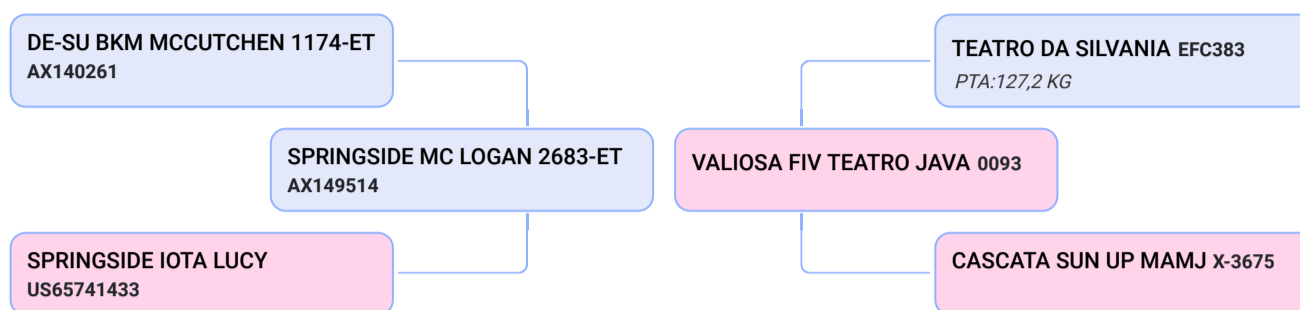 DE-SU BKM MCCUTCHEN 1174-ET
AX140261
TEATRO DA SILVANIA EFC383
PTA:127,2 KG
SPRINGSIDE MC LOGAN 2683-ET
AX149514
VALIOSA FIV TEATRO JAVA 0093
SPRINGSIDE IOTA LUCY
US65741433
CASCATA SUN UP MAMJ X-3675